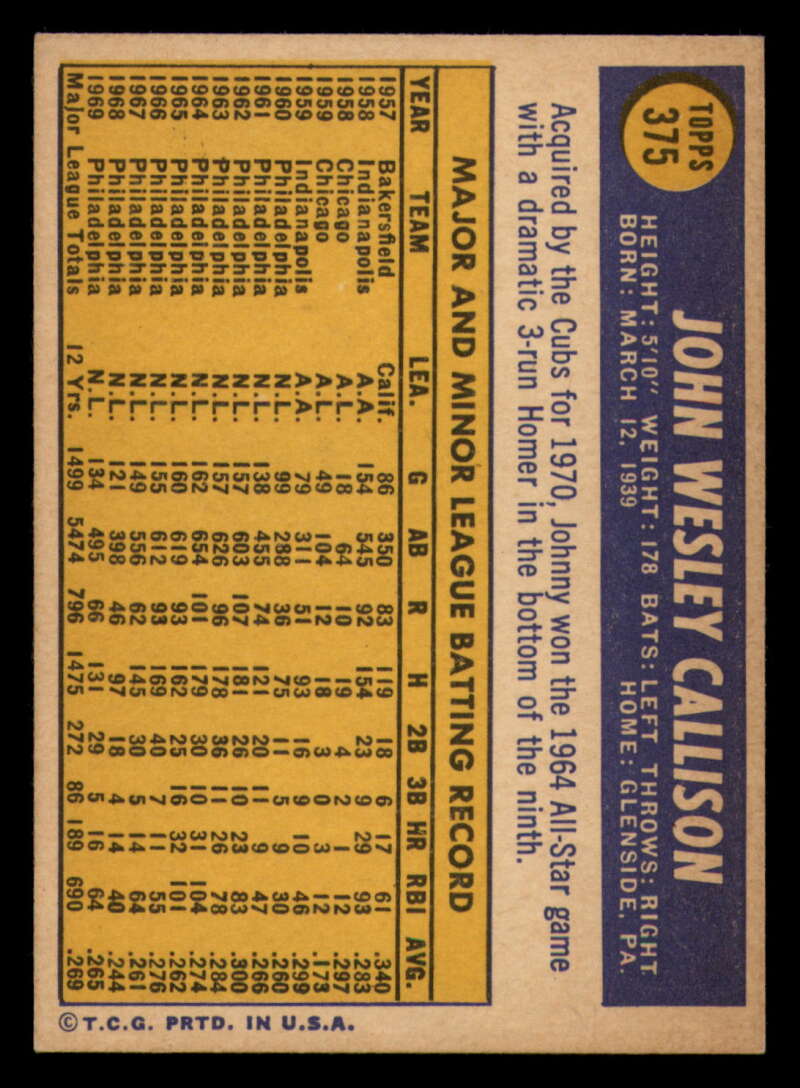 TOPPS
375
JOHN WESLEY CALLISON
HEIGHT: 5'10" WEIGHT: 178 BATS: LEFT THROWS: RIGHT
BORN: MARCH 12, 1939 HOME: GLENSIDE, PA.
Acquired by the Cubs for 1970, Johnny won the 1964 All-Star game
with a dramatic 3-run Homer in the bottom of the ninth.
MAJOR AND MINOR LEAGUE BATTING RECORD
YEAR TEAM LEA. G AB R H 2B 3B HR RBI AVG.
1957 Bakersfield Calif. 86 350 83 119 18 6 17 61 .340
1958 Indianapolis A.A. 154 545 92 154 23 9 29 93 .283
1958 Chicago A.L. 18 64 10 19 4 2 1 12 .297
1959 Chicago A.L. 49 104 12 18 3 0 3 12 .173
1959 Indianapolis A.A. 79 311 51 93 16 9 10 46 .299
1960 Philadelphia N.L. 99 288 36 75 11 5 9 30 .260
1961 Philadelphia N.L. 138 455 74 121 20 11 9 47 .266
1962 Philadelphia N.L. 157 603 107 181 26 10 23 83 .300
1963 Philadelphia N.L. 157 626 96 178 36 11 26 78 .284
1964 Philadelphia N.L. 162 654 101 179 30 10 31 104 .274
1965 Philadelphia N.L. 160 619 93 162 25 16 32 101 .262
1966 Philadelphia N.L. 155 612 93 169 40 7 11 55 .276
1967 Philadelphia N.L. 149 556 62 145 30 5 14 64 .261
1968 Philadelphia N.L. 121 398 46 97 18 4 14 40 .244
1969 Philadelphia N.L. 134 495 66 131 29 5 16 64 .265
Major League Totals 12 Yrs. 1499 5474 796 1475 272 86 189 690 .269
© T.C.G. PRTD. IN U.S.A.